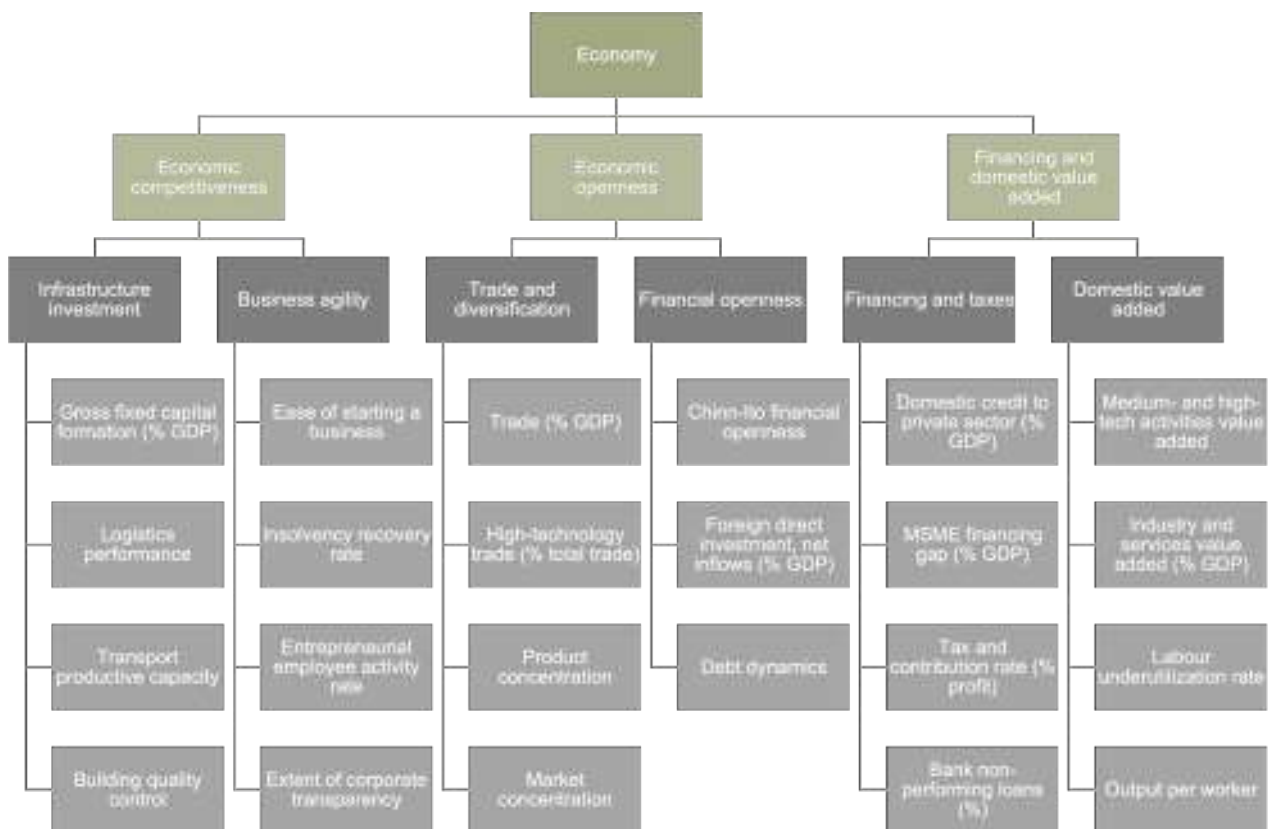 Economy
Economic
competitiveness
Economic
openness
Financing and
domestic value
added
Infrastructure
investment
Business agility
Trade and
diversification
Financial openness
Financing and taxes
Domestic value
added
Gross fixed capital
formation (% GDP)
Ease of starting a
business
Trade (% GDP)
Chinn-Ito financial
openness
Domestic credit to
private sector (%
GDP)
Medium- and high-
tech activities value
added
Logistics
performance
Insolvency recovery
rate
High-technology
trade (% total trade)
Foreign direct
investment, net
inflows (% GDP)
MSME financing
gap (% GDP)
Industry and
services value
added (% GDP)
Transport
productive capacity
Entrepreneurial
employee activity
rate
Product
concentration
Debt dynamics
Tax and
contribution rate (%
profit)
Labour
underutilization rate
Building quality
control
Extent of corporate
transparency
Market
concentration
Bank non-
performing loans
(%)
Output per worker